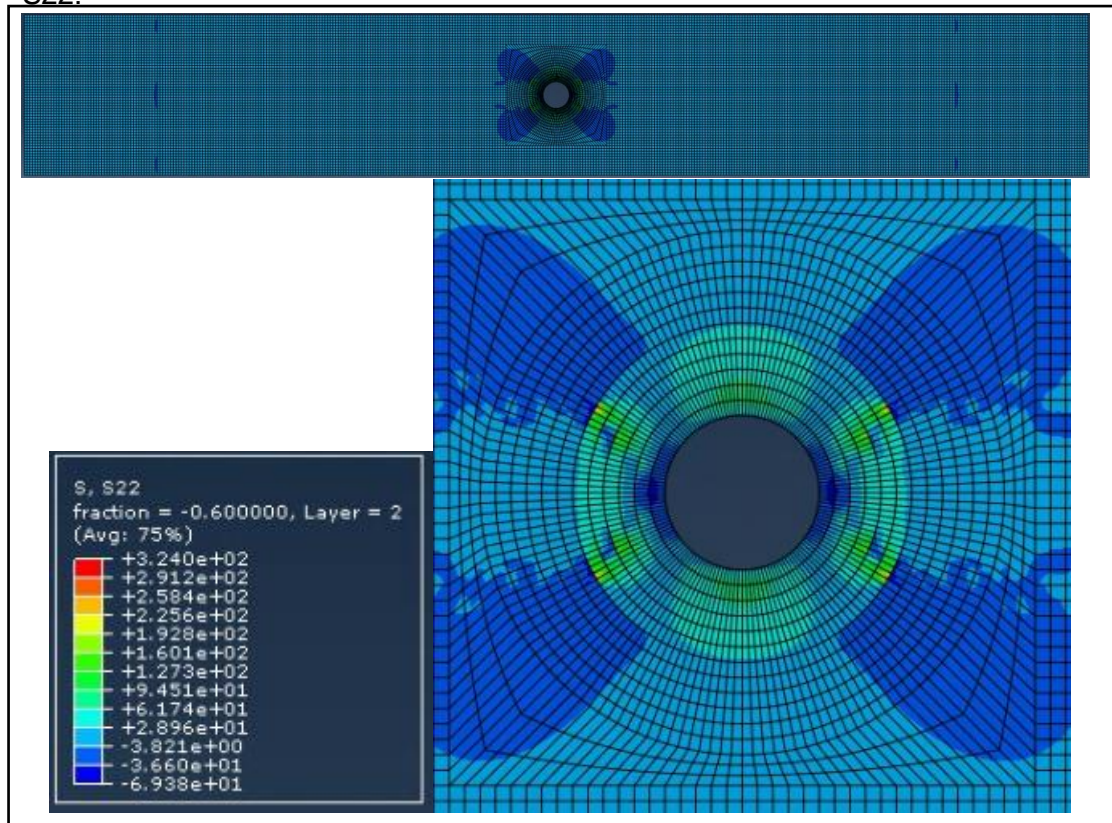 S22:
S, S22
fraction = -0.600000, Layer = 2
(Avg: 75%)
+3.240e+02
+2.912e+02
+2.584e+02
+2.256e+02
+1.928e+02
+1.601e+02
+1.273e+02
+9.451e+01
+6.174e+01
+2.896e+01
-3.821e+00
-3.660e+01
-6.938e+01